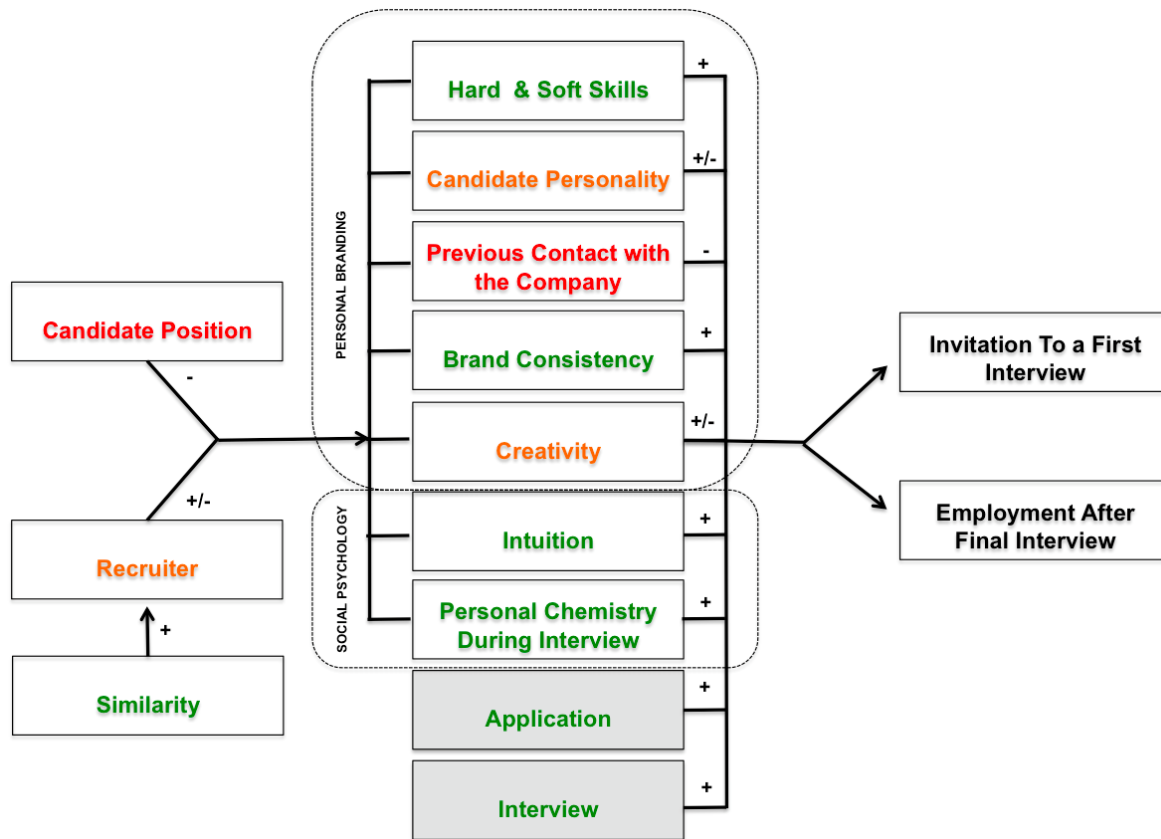 Hard & Soft Skills
+
Candidate Personality
+/-
Previous Contact with
the Company
-
Brand Consistency
+
Creativity
+/-
PERSONAL BRANDING
Intuition
+
Personal Chemistry
During Interview
+
SOCIAL PSYCHOLOGY
Application
+
Interview
+
Candidate Position
-
+/-
Recruiter
+
Similarity
Invitation To a First
Interview
Employment After
Final Interview